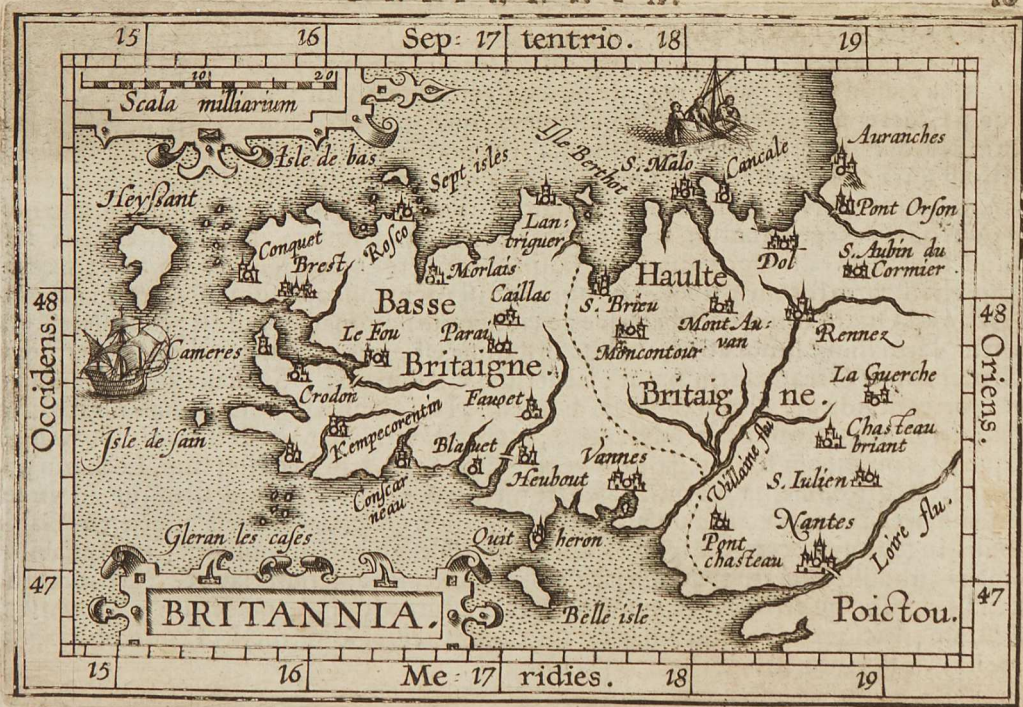 15 16 Sep: 17 tentrio. 18 19
10 20
Scala milliarium
Isle de bas
Sept isles
Isle Berehot
S. Malo
Cancale
Auranches
Heyssant
Pont Orson
Conquet
Rosco
Lan-
triguer
Brest
Morlais
Dol
S. Aubin du
Cormier
48
Basse
Caillac
S. Brieu
Haulte
Mont Au:
van
Rennez
48
Occidens.
Cameres
Le Fou
Parai
Moncontour
Oriens.
Britaigne.
La Guerche
Crodon
Fauoet
Britaig ne.
Kempecorentin
Chasteau
briant
Isle de sain
Blauet
Vannes
Villaine flu.
Heubout
S. Iulien
Concar
neau
Nantes
Loire flu.
Gleran les cases
Quit heron
Pont
chasteau
47
47
BRITANNIA.
Belle isle
Poictou.
15 16 Me: 17 ridies. 18 19